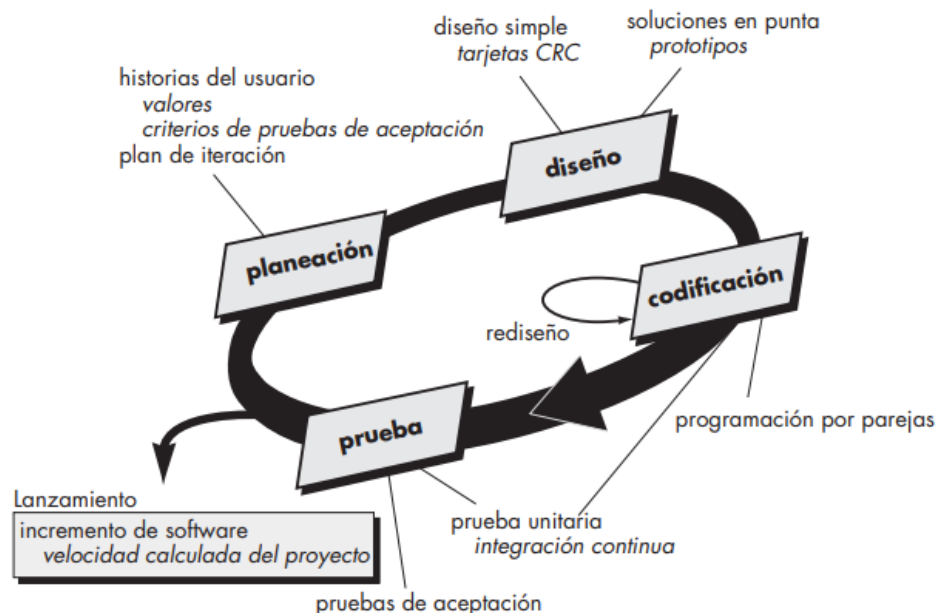 diseño simple
tarjetas CRC
soluciones en punta
prototipos
historias del usuario
valores
criterios de pruebas de aceptación
plan de iteración
diseño
planeación
codificación
rediseño
prueba
programación por parejas
Lanzamiento
incremento de software
velocidad calculada del proyecto
prueba unitaria
integración continua
pruebas de aceptación